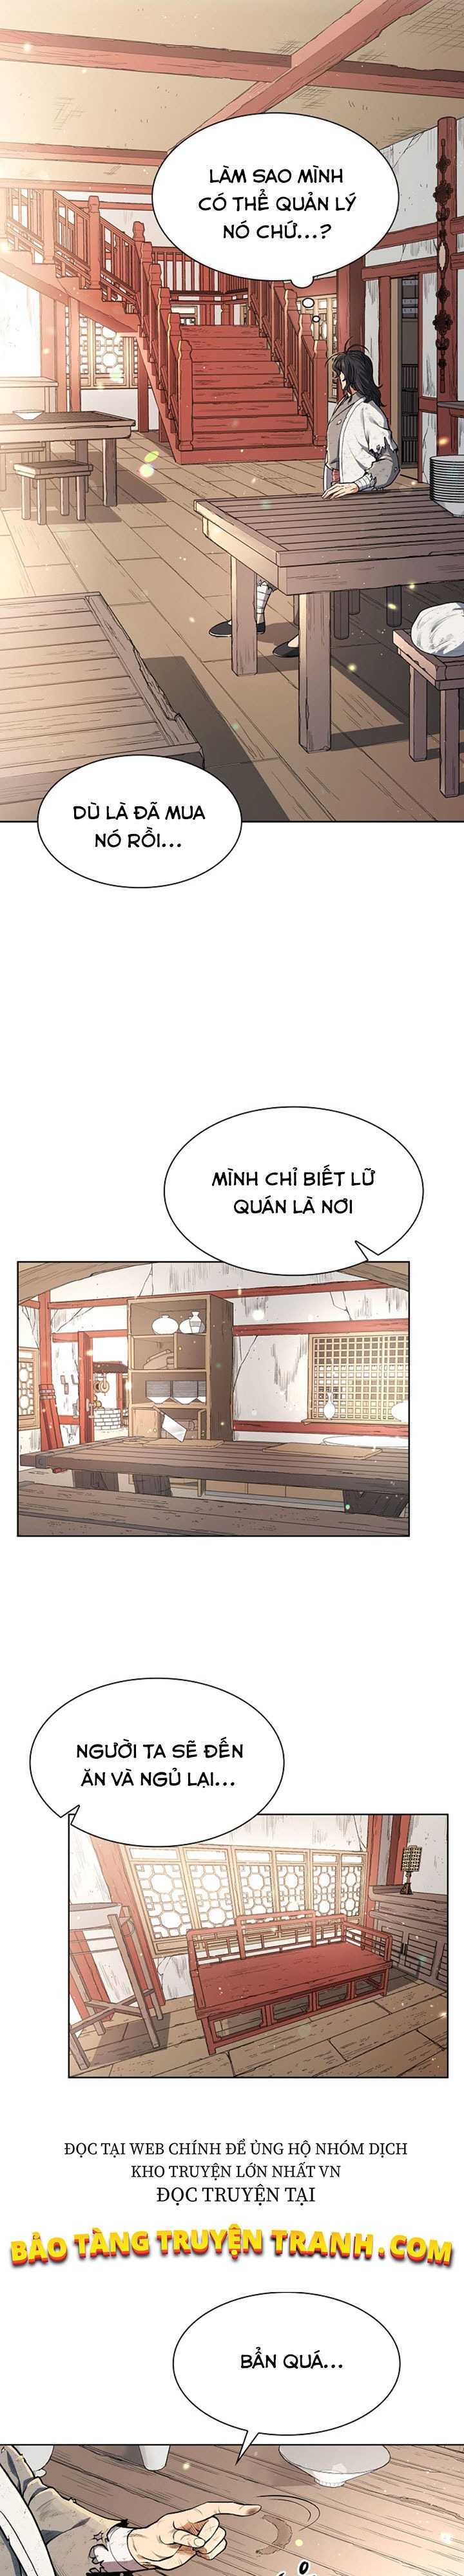 LÀM SAO MÌNH
CÓ THỂ QUẢN LÝ
NÓ CHỨ...?
DÙ LÀ ĐÃ MUA
NÓ RỒI...
MÌNH CHỈ BIẾT LỮ
QUÁN LÀ NƠI
NGƯỜI TA SẼ ĐẾN
ĂN VÀ NGỦ LẠI...
ĐỌC TẠI WEB CHÍNH ĐỂ ỦNG HỘ NHÓM DỊCH
KHO TRUYỆN LỚN NHẤT VN
ĐỌC TRUYỆN TẠI
BẢO TÀNG TRUYỆN TRANH.COM
BẨN QUÁ...